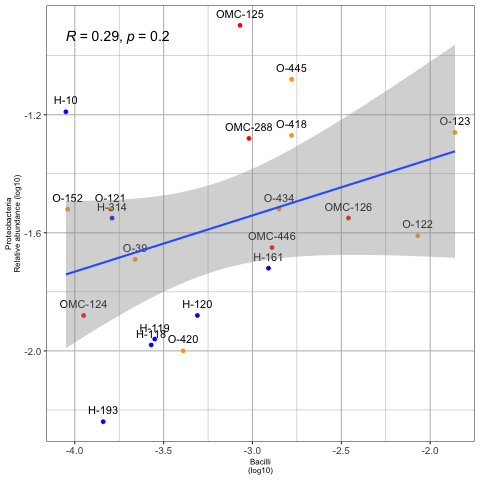 OMC-125
R = 0.29, p = 0.2
O-445
H-10
O-123
OMC-288
O-418
O-152
O-121
H-314
O-434
OMC-126
O-122
OMC-446
O-39
H-161
OMC-124
H-120
H-119
H-118
O-420
H-193
-1.2
-1.6
-2.0
Proteobacteria
Relative abundance (log10)
-4.0
-3.5
-3.0
-2.5
-2.0
Bacilli
(log10)